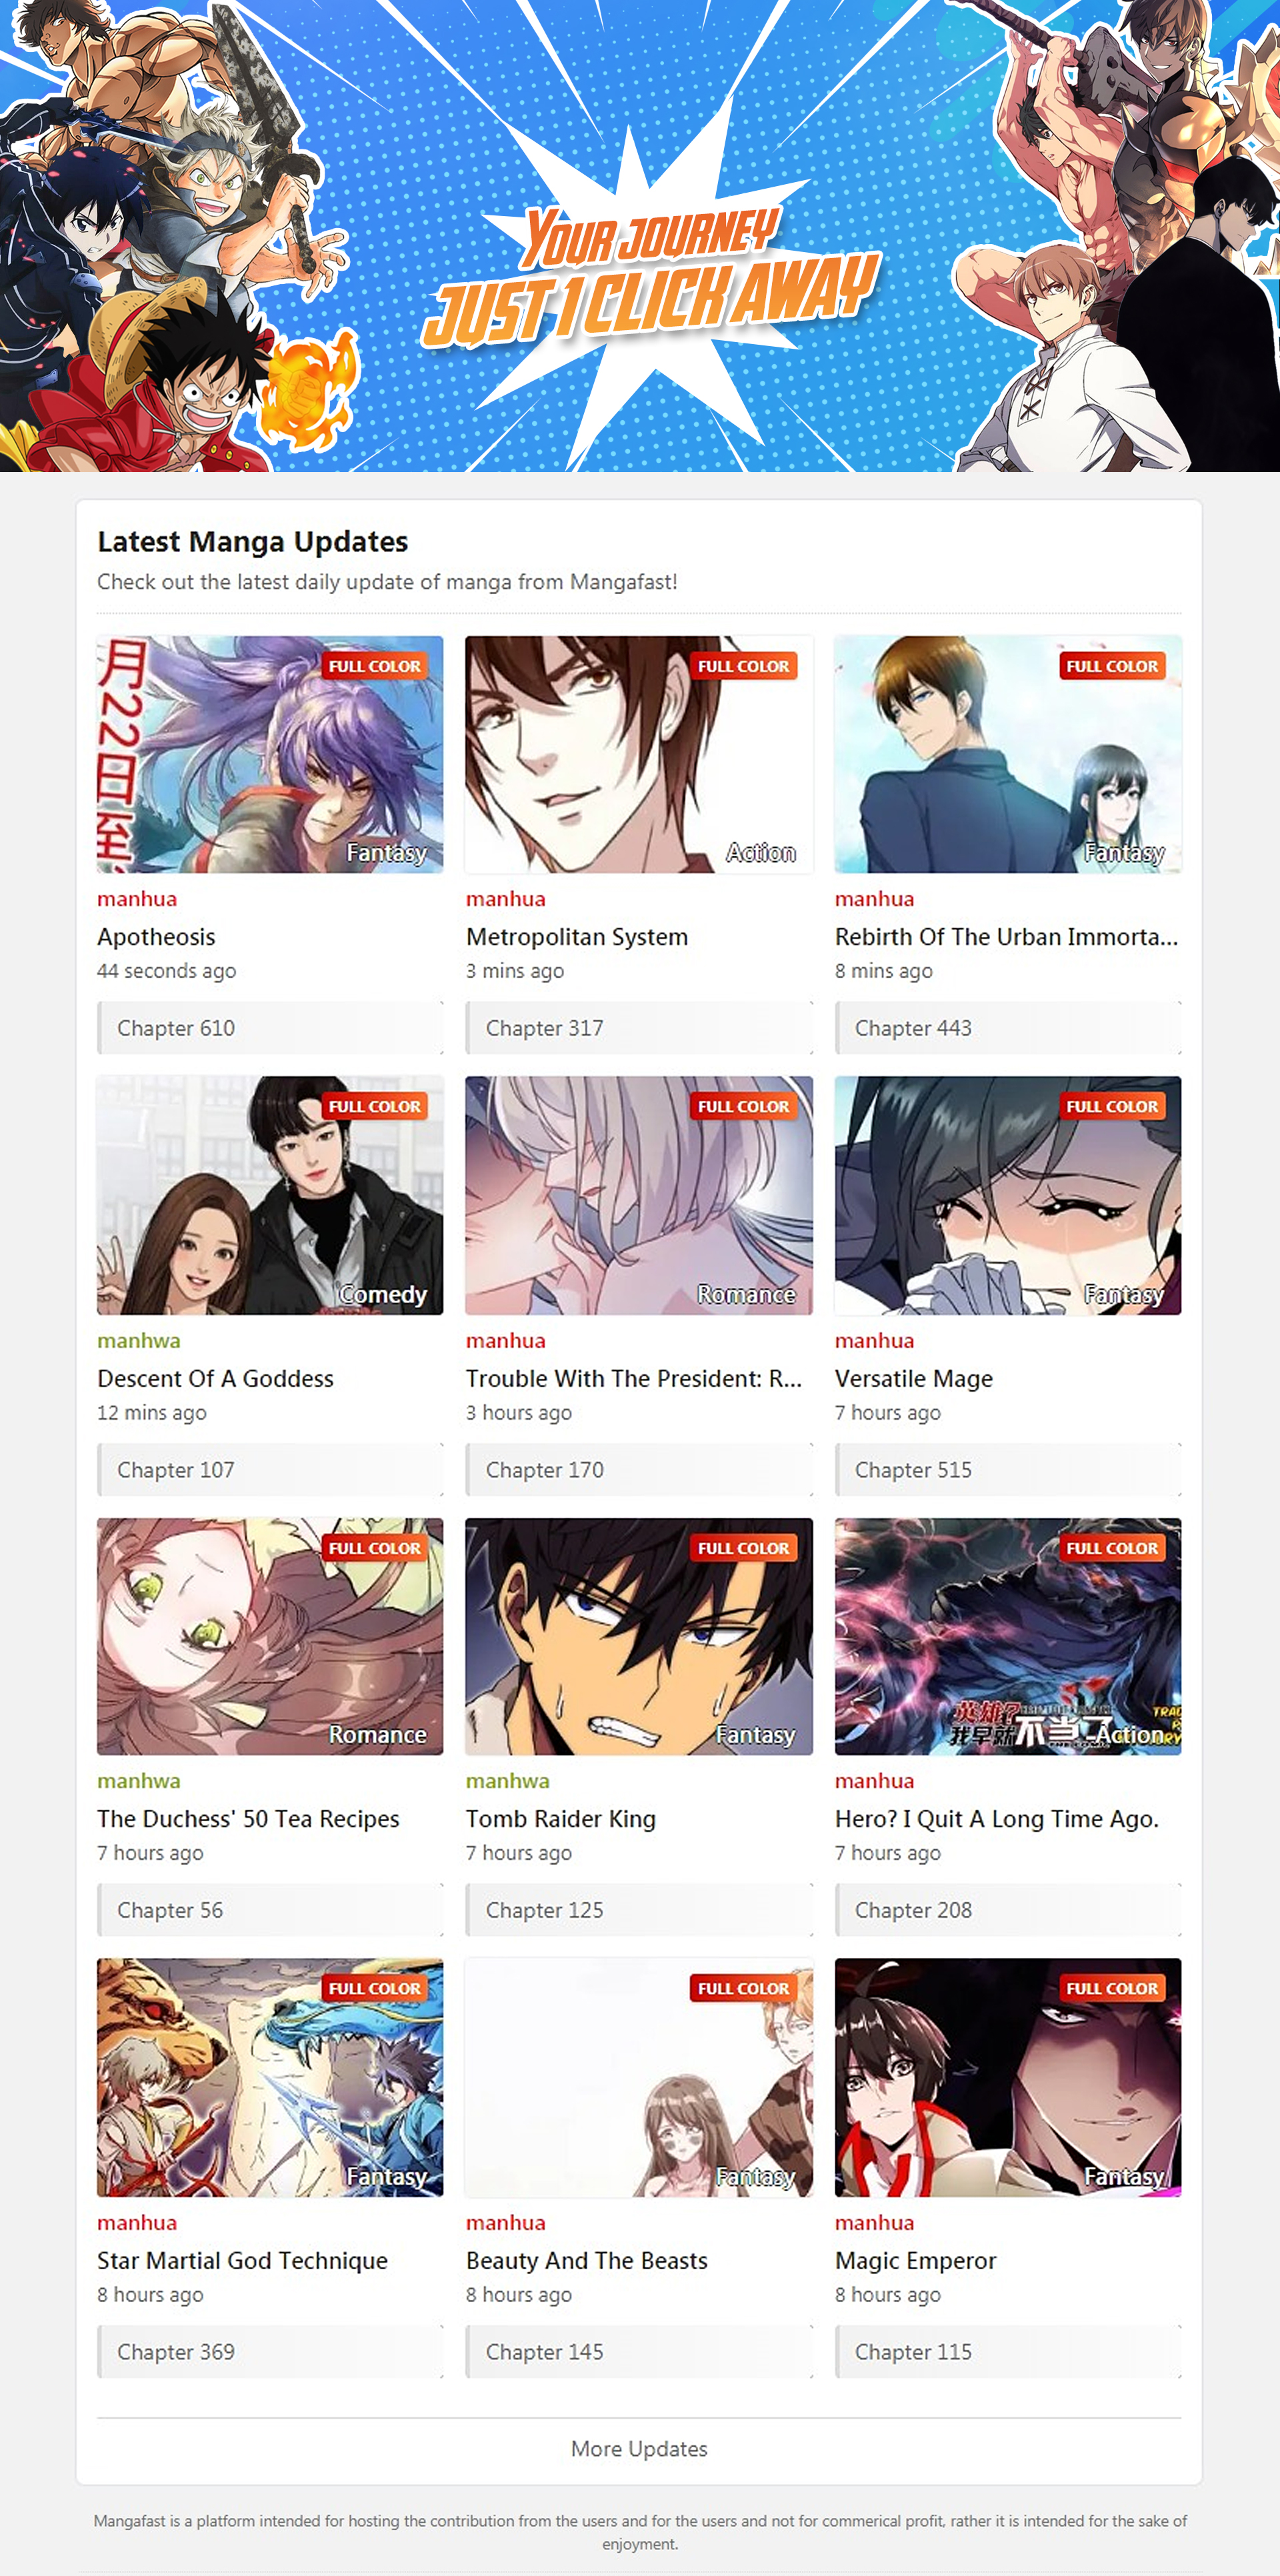 YOUR JOURNEY
JUST 1 CLICK AWAY
Latest Manga Updates
Check out the latest daily update of manga from Mangafast!
月22日至
FULL COLOR
FULL COLOR
FULL COLOR
Fantasy
Action
Fantasy
manhua
manhua
manhua
Apotheosis
Metropolitan System
Rebirth Of The Urban Immorta...
44 seconds ago
3 mins ago
8 mins ago
Chapter 610
Chapter 317
Chapter 443
FULL COLOR
FULL COLOR
FULL COLOR
Comedy
Romance
Fantasy
manhwa
manhua
manhua
Descent Of A Goddess
Trouble With The President: R...
Versatile Mage
12 mins ago
3 hours ago
7 hours ago
Chapter 107
Chapter 170
Chapter 515
FULL COLOR
FULL COLOR
FULL COLOR
英雄?
我早就不当了
Romance
Fantasy
Action
manhwa
manhwa
manhua
The Duchess' 50 Tea Recipes
Tomb Raider King
Hero? I Quit A Long Time Ago.
7 hours ago
7 hours ago
7 hours ago
Chapter 56
Chapter 125
Chapter 208
FULL COLOR
FULL COLOR
FULL COLOR
Fantasy
Fantasy
Fantasy
manhua
manhua
manhua
Star Martial God Technique
Beauty And The Beasts
Magic Emperor
8 hours ago
8 hours ago
8 hours ago
Chapter 369
Chapter 145
Chapter 115
More Updates
Mangafast is a platform intended for hosting the contribution from the users and for the users and not for commerical profit, rather it is intended for the sake of
enjoyment.